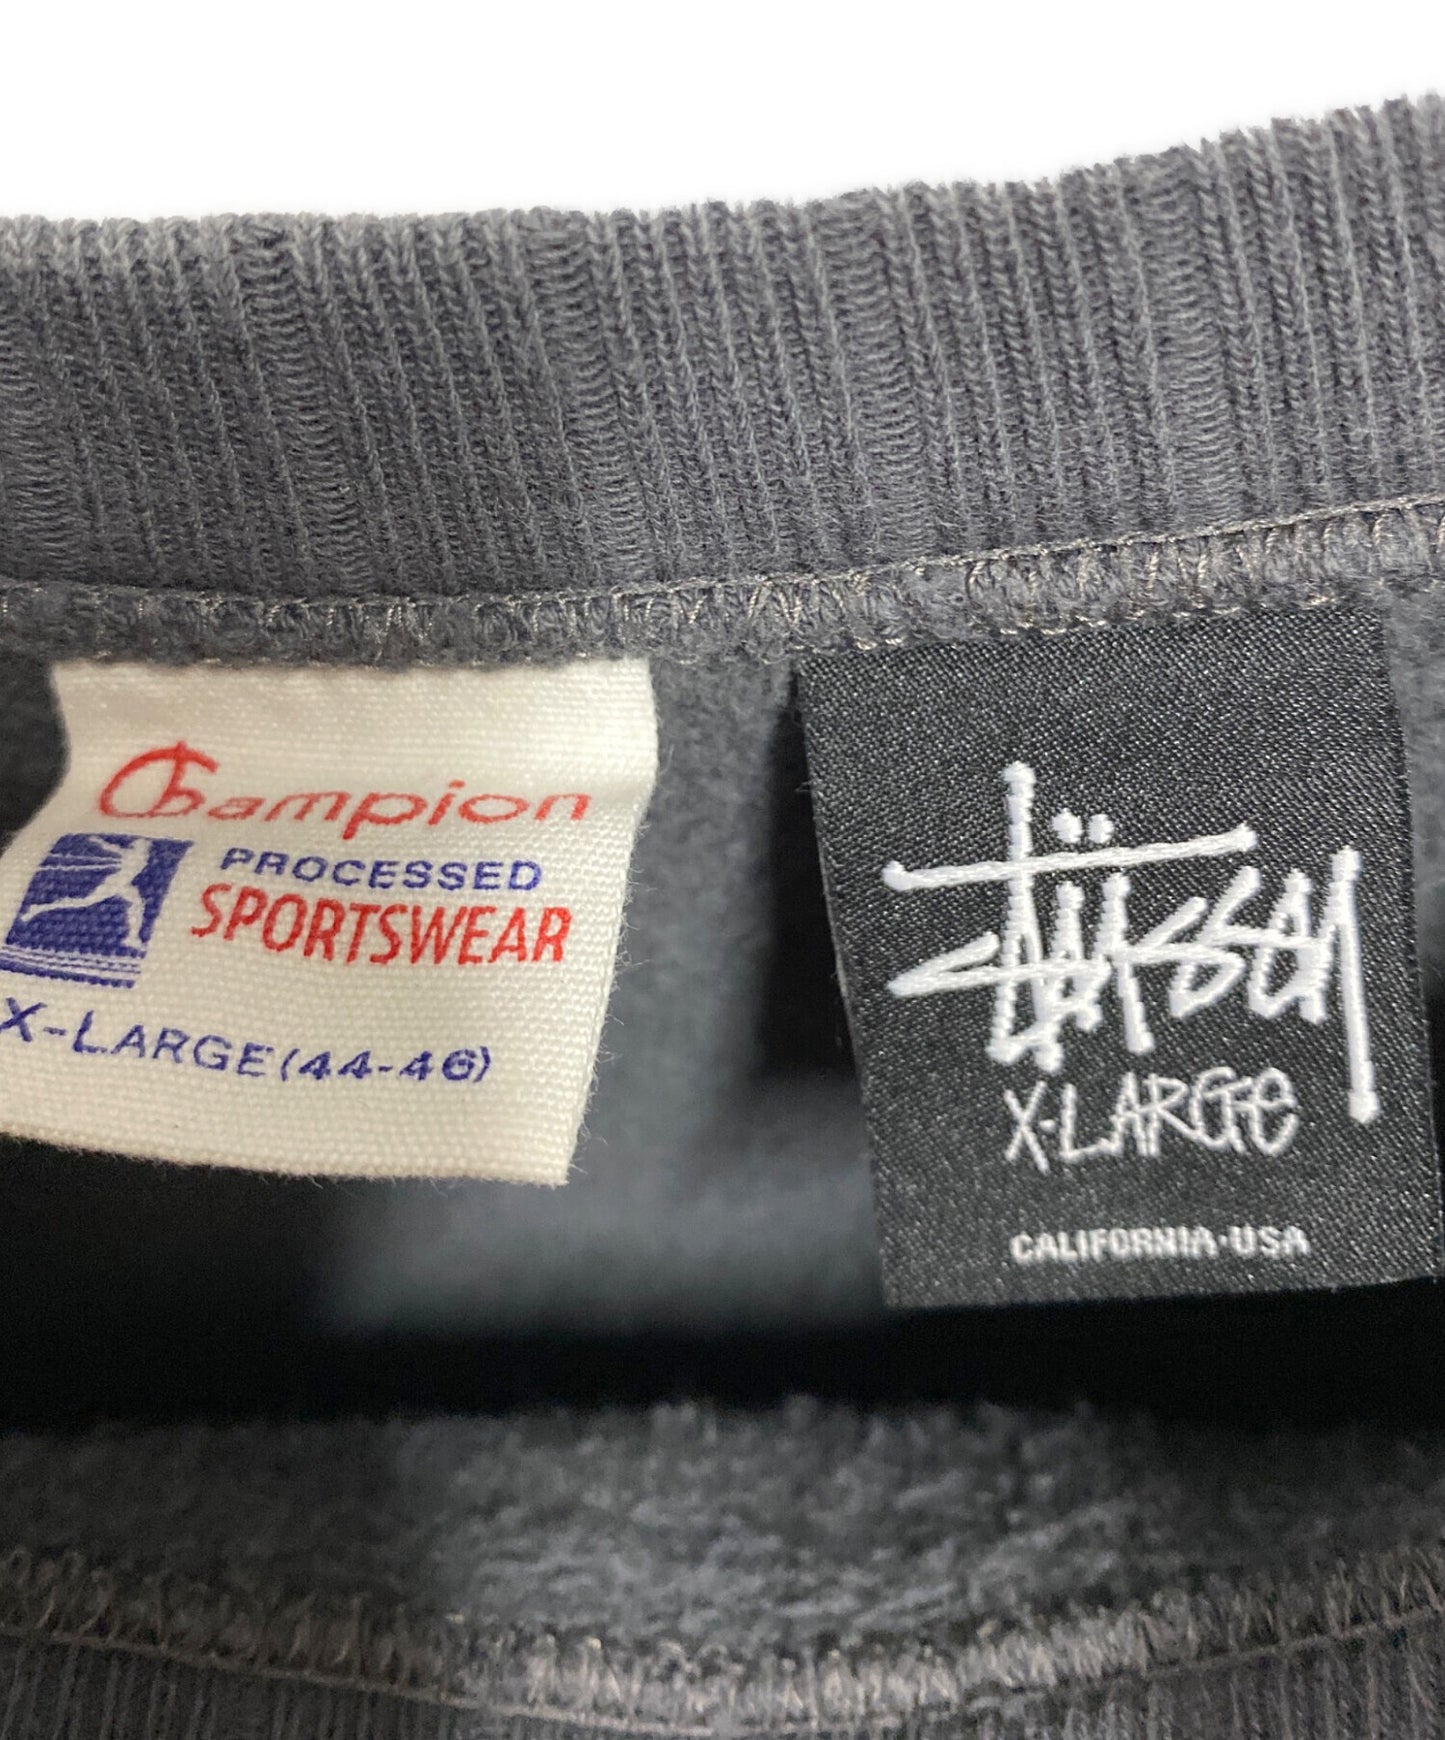 Champion
PROCESSED
SPORTSWEAR
X-LARGE (44-46)
Stüssy
X-LARGE
CALIFORNIA·USA